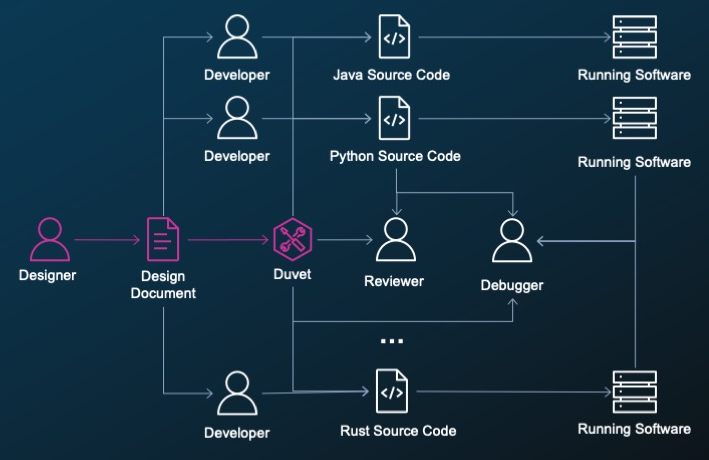 Developer
Java Source Code
Running Software
</>
Developer
Python Source Code
Running Software
</>
Designer
Design
Document
Duvet
Reviewer
Debugger
...
Developer
Rust Source Code
Running Software
</>